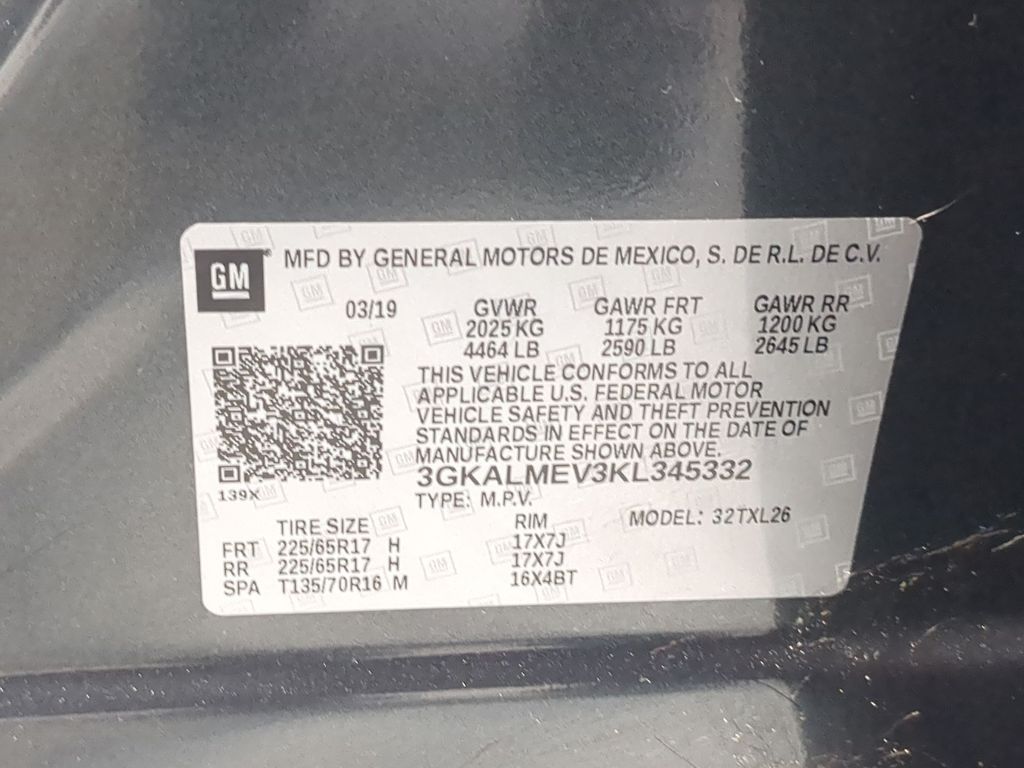 GM
MFD BY GENERAL MOTORS DE MEXICO, S. DE R.L. DE C.V.
03/19
GVWR GAWR FRT GAWR RR
2025 KG 1175 KG 1200 KG
4464 LB 2590 LB 2645 LB
THIS VEHICLE CONFORMS TO ALL
APPLICABLE U.S. FEDERAL MOTOR
VEHICLE SAFETY AND THEFT PREVENTION
STANDARDS IN EFFECT ON THE DATE OF
MANUFACTURE SHOWN ABOVE.
3GKALMEV3KL345332
139X
TYPE: M.P.V.
TIRE SIZE RIM MODEL: 32TXL26
FRT 225/65R17 H 17X7J
RR 225/65R17 H 17X7J
SPA T135/70R16 M 16X4BT